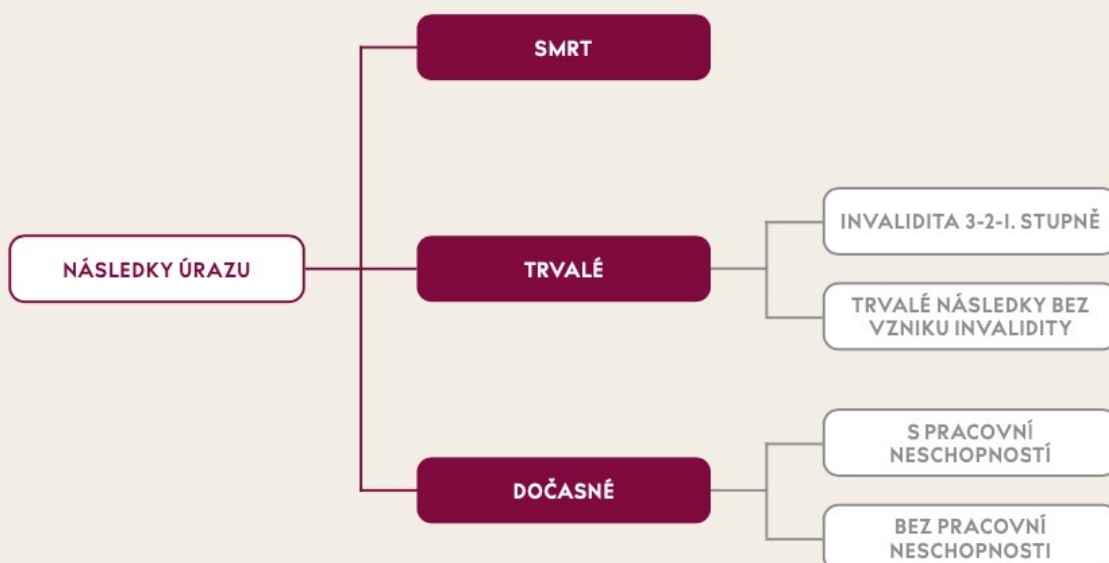 SMRT
NÁSLEDKY ÚRAZU
TRVALÉ
INVALIDITA 3-2-1. STUPNĚ
TRVALÉ NÁSLEDKY BEZ
VZNIKU INVALIDITY
DOČASNÉ
S PRACOVNÍ
NESCHOPNOSTÍ
BEZ PRACOVNÍ
NESCHOPNOSTI